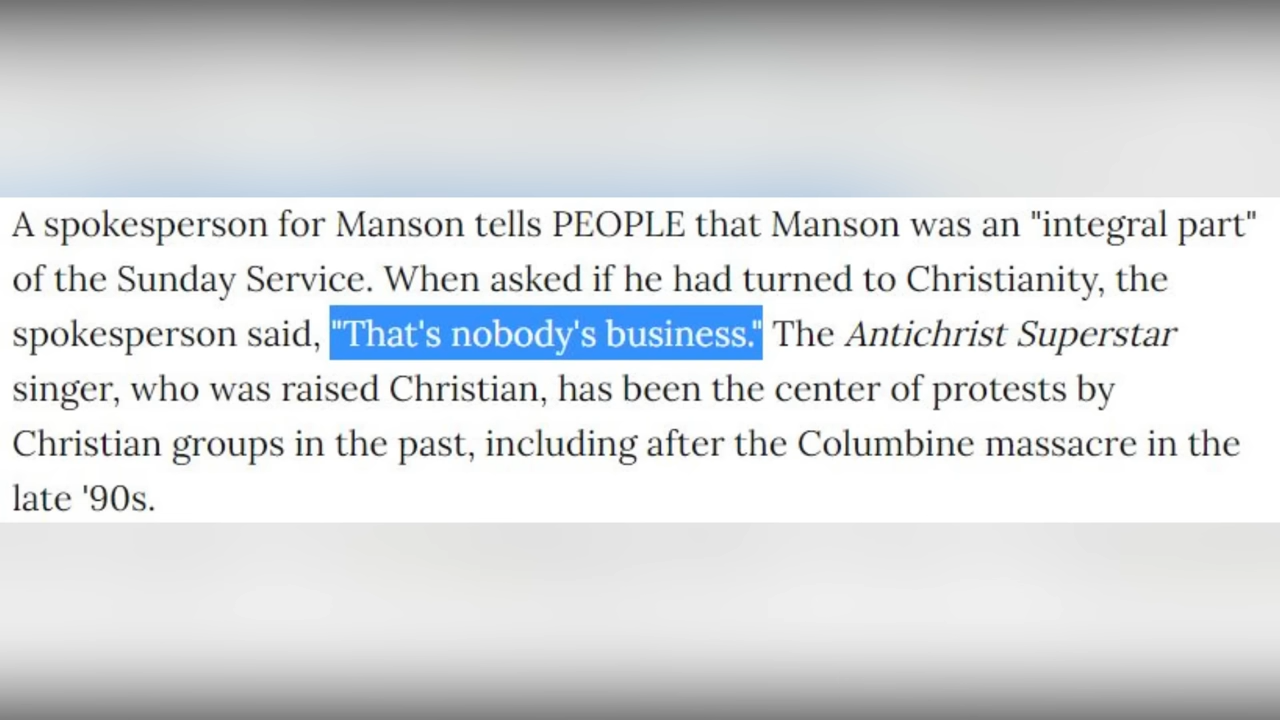 A spokesperson for Manson tells PEOPLE that Manson was an "integral part"
of the Sunday Service. When asked if he had turned to Christianity, the
spokesperson said, "That's nobody's business." The Antichrist Superstar
singer, who was raised Christian, has been the center of protests by
Christian groups in the past, including after the Columbine massacre in the
late '90s.